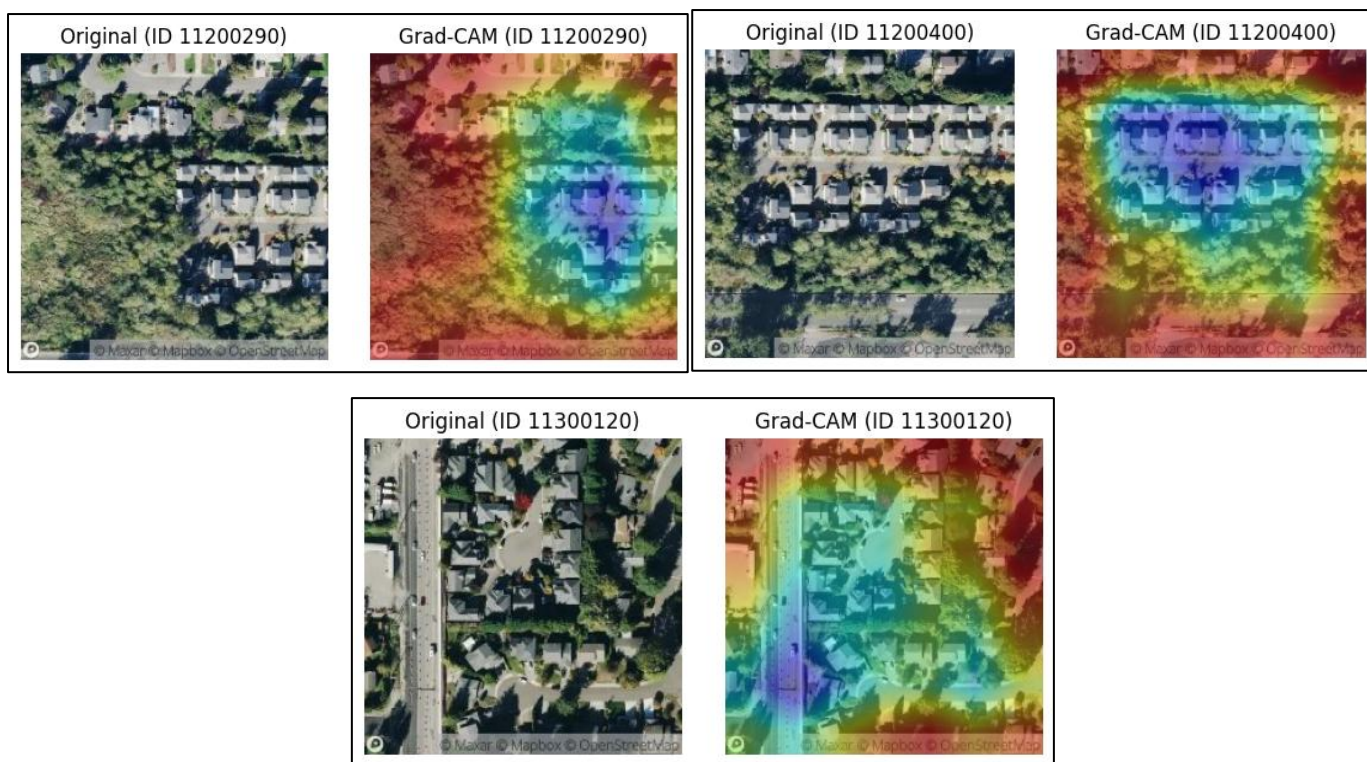 Original (ID 11200290)
Grad-CAM (ID 11200290)
Original (ID 11200400)
Grad-CAM (ID 11200400)
© Maxar © Mapbox © OpenStreetMap
© Maxar © Mapbox © OpenStreetMap
© Maxar © Mapbox © OpenStreetMap
© Maxar © Mapbox © OpenStreetMap
Original (ID 11300120)
Grad-CAM (ID 11300120)
© Maxar © Mapbox © OpenStreetMap
© Maxar © Mapbox © OpenStreetMap